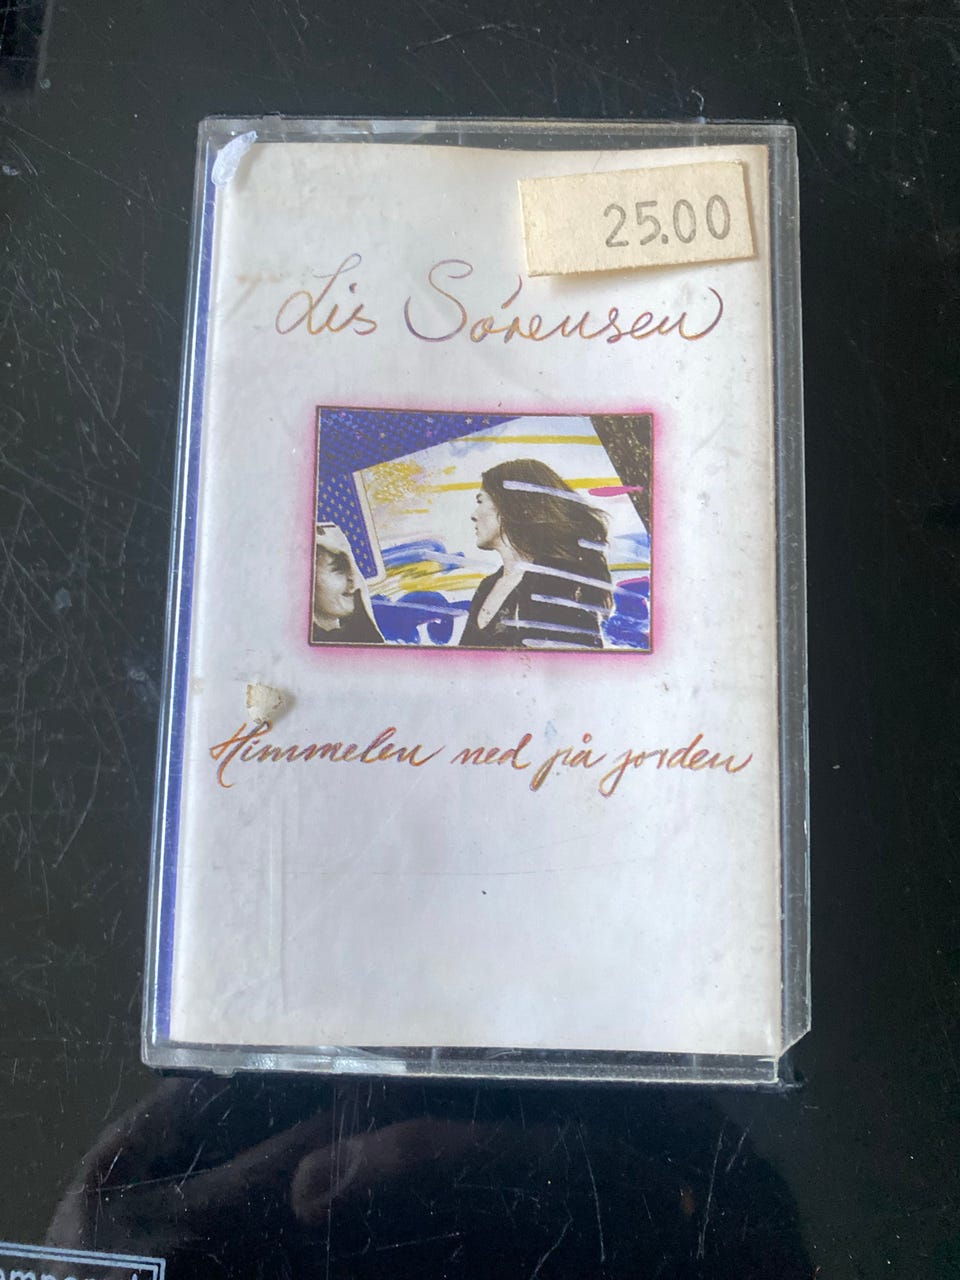 25.00
Lis Sørensen
Himmelen ned på jorden